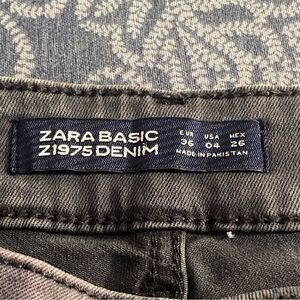 ZARA BASIC
Z1975 DENIM
EUR USA MEX
36 04 26
MADE IN PAKISTAN